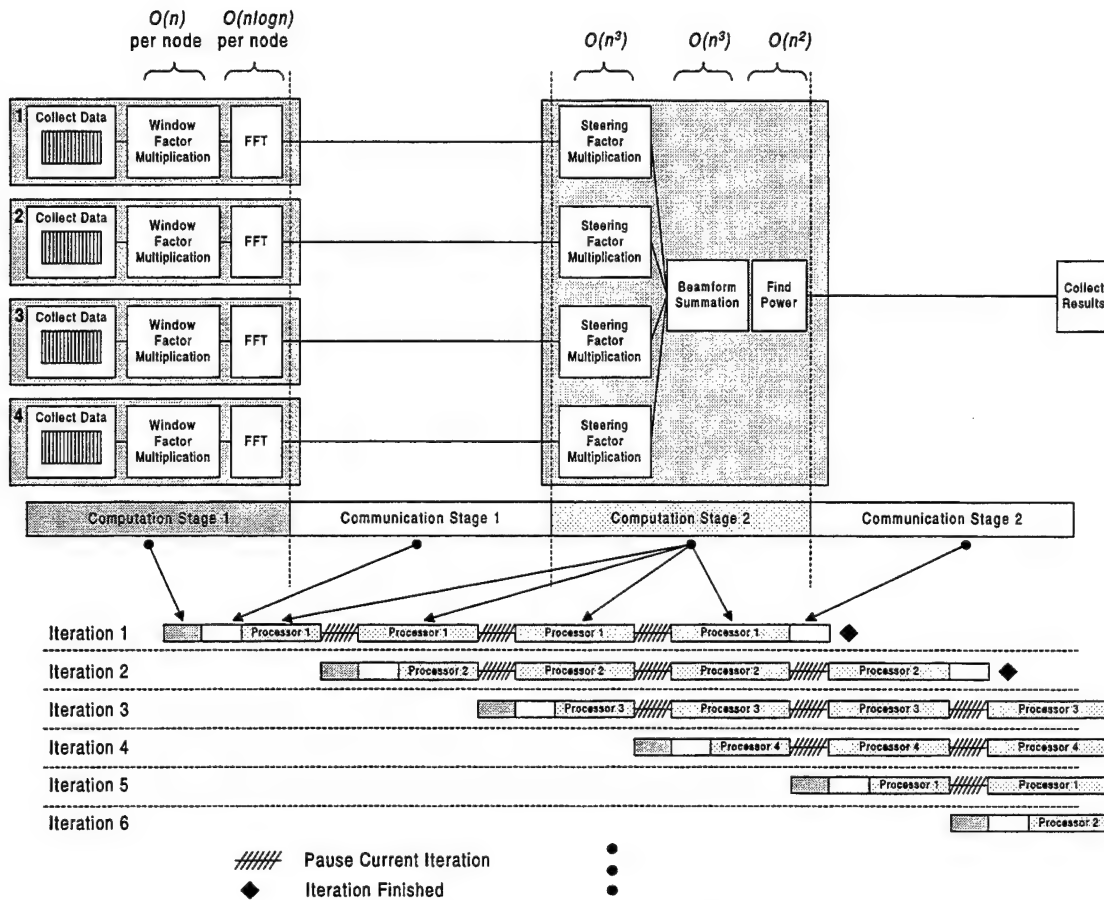 O(n)
per node
O(nlogn)
per node
O(n³)
O(n³)
O(n²)
1
Collect Data
Window
Factor
Multiplication
FFT
Steering
Factor
Multiplication
2
Collect Data
Window
Factor
Multiplication
FFT
Steering
Factor
Multiplication
Beamform
Summation
Find
Power
Collect
Results
3
Collect Data
Window
Factor
Multiplication
FFT
Steering
Factor
Multiplication
4
Collect Data
Window
Factor
Multiplication
FFT
Steering
Factor
Multiplication
Computation Stage 1
Communication Stage 1
Computation Stage 2
Communication Stage 2
Iteration 1
Processor 1
Processor 1
Processor 1
Processor 1
Iteration 2
Processor 2
Processor 2
Processor 2
Processor 2
Iteration 3
Processor 3
Processor 3
Processor 3
Processor 3
Iteration 4
Processor 4
Processor 4
Processor 4
Iteration 5
Processor 1
Processor 1
Iteration 6
Processor 2
Pause Current Iteration
Iteration Finished